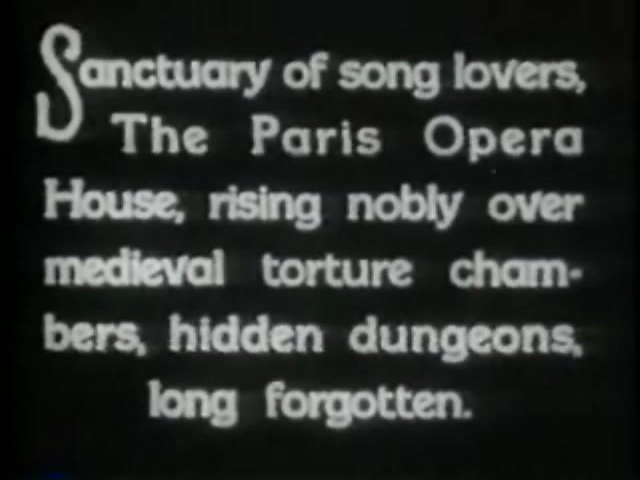 Sanctuary of song lovers,
The Paris Opera
House, rising nobly over
medieval torture cham-
bers, hidden dungeons,
long forgotten.